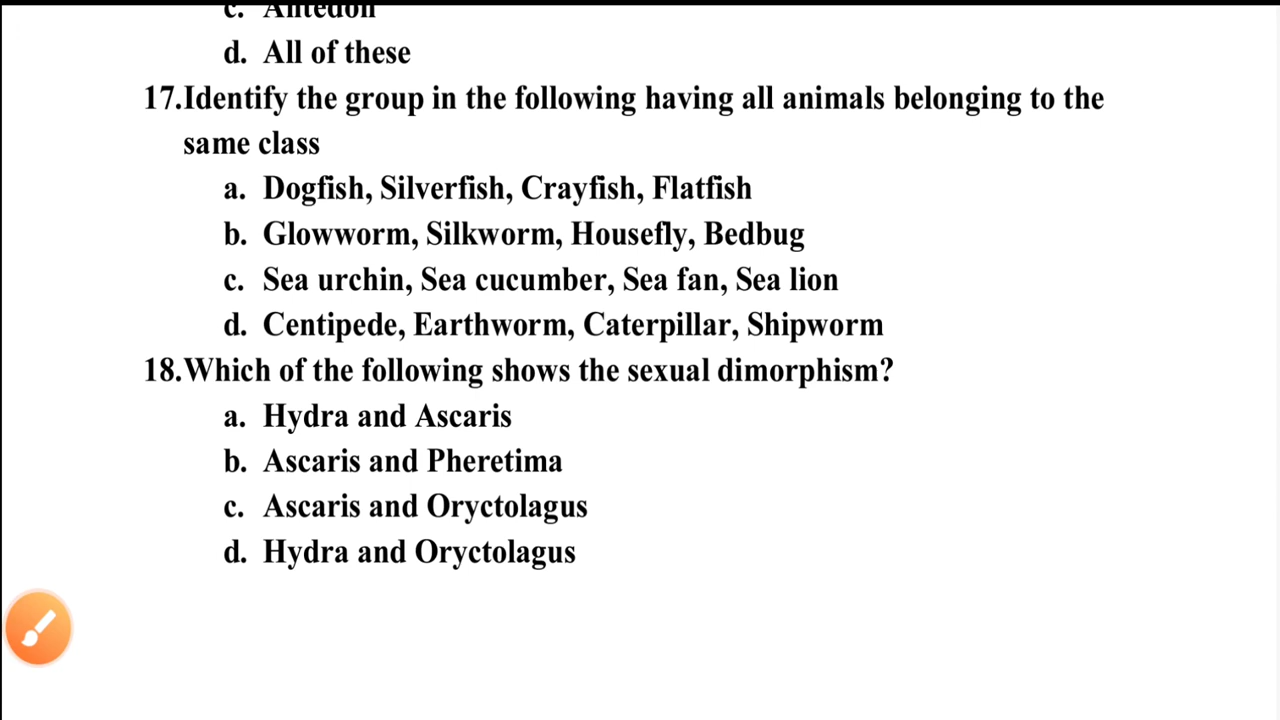 c. Antedon
d. All of these
17.Identify the group in the following having all animals belonging to the
same class
a. Dogfish, Silverfish, Crayfish, Flatfish
b. Glowworm, Silkworm, Housefly, Bedbug
c. Sea urchin, Sea cucumber, Sea fan, Sea lion
d. Centipede, Earthworm, Caterpillar, Shipworm
18.Which of the following shows the sexual dimorphism?
a. Hydra and Ascaris
b. Ascaris and Pheretima
c. Ascaris and Oryctolagus
d. Hydra and Oryctolagus